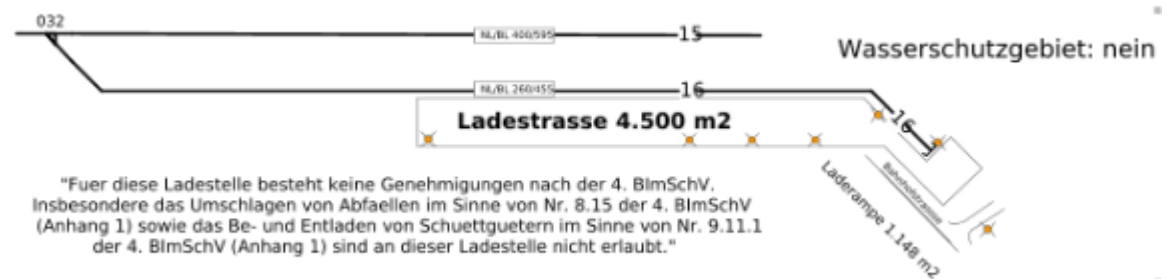 032
NL/BL 400/595
15
Wasserschutzgebiet: nein
NL/BL 260/455
16
16
Ladestrasse 4.500 m2
Bahnhofstrasse
Laderampe 1.148 m2
"Fuer diese Ladestelle besteht keine Genehmigungen nach der 4. BImSchV.
Insbesondere das Umschlagen von Abfaellen im Sinne von Nr. 8.15 der 4. BImSchV
(Anhang 1) sowie das Be- und Entladen von Schuettguetern im Sinne von Nr. 9.11.1
der 4. BImSchV (Anhang 1) sind an dieser Ladestelle nicht erlaubt."